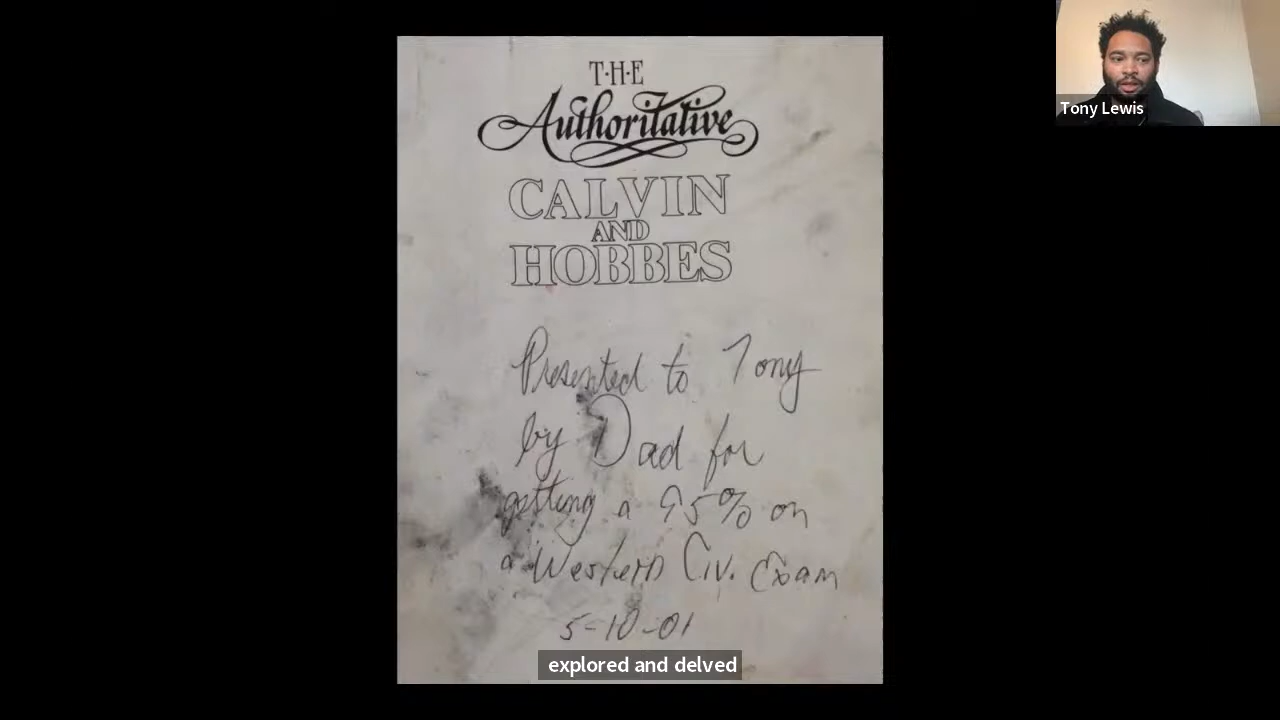 T·H·E
Authoritative
CALVIN
AND
HOBBES
Presented to Tony
by Dad for
getting a 95% on
a Western Civ. Exam
5-10-01
explored and delved
Tony Lewis